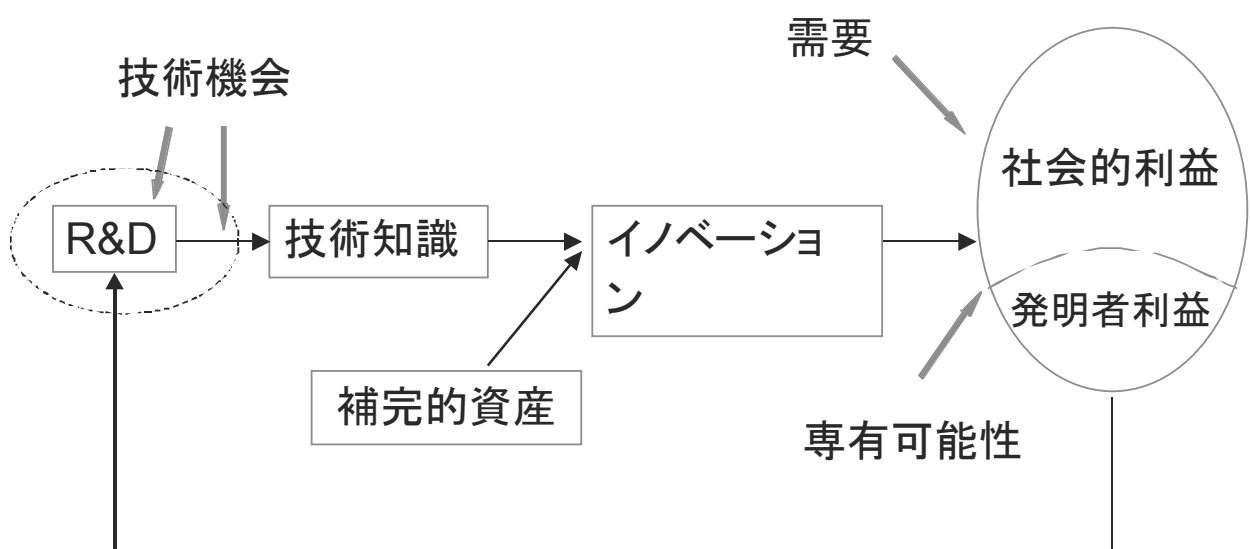 需要
技術機会
社会的利益
R&D
技術知識
イノベーショ
ン
発明者利益
補完的資産
専有可能性